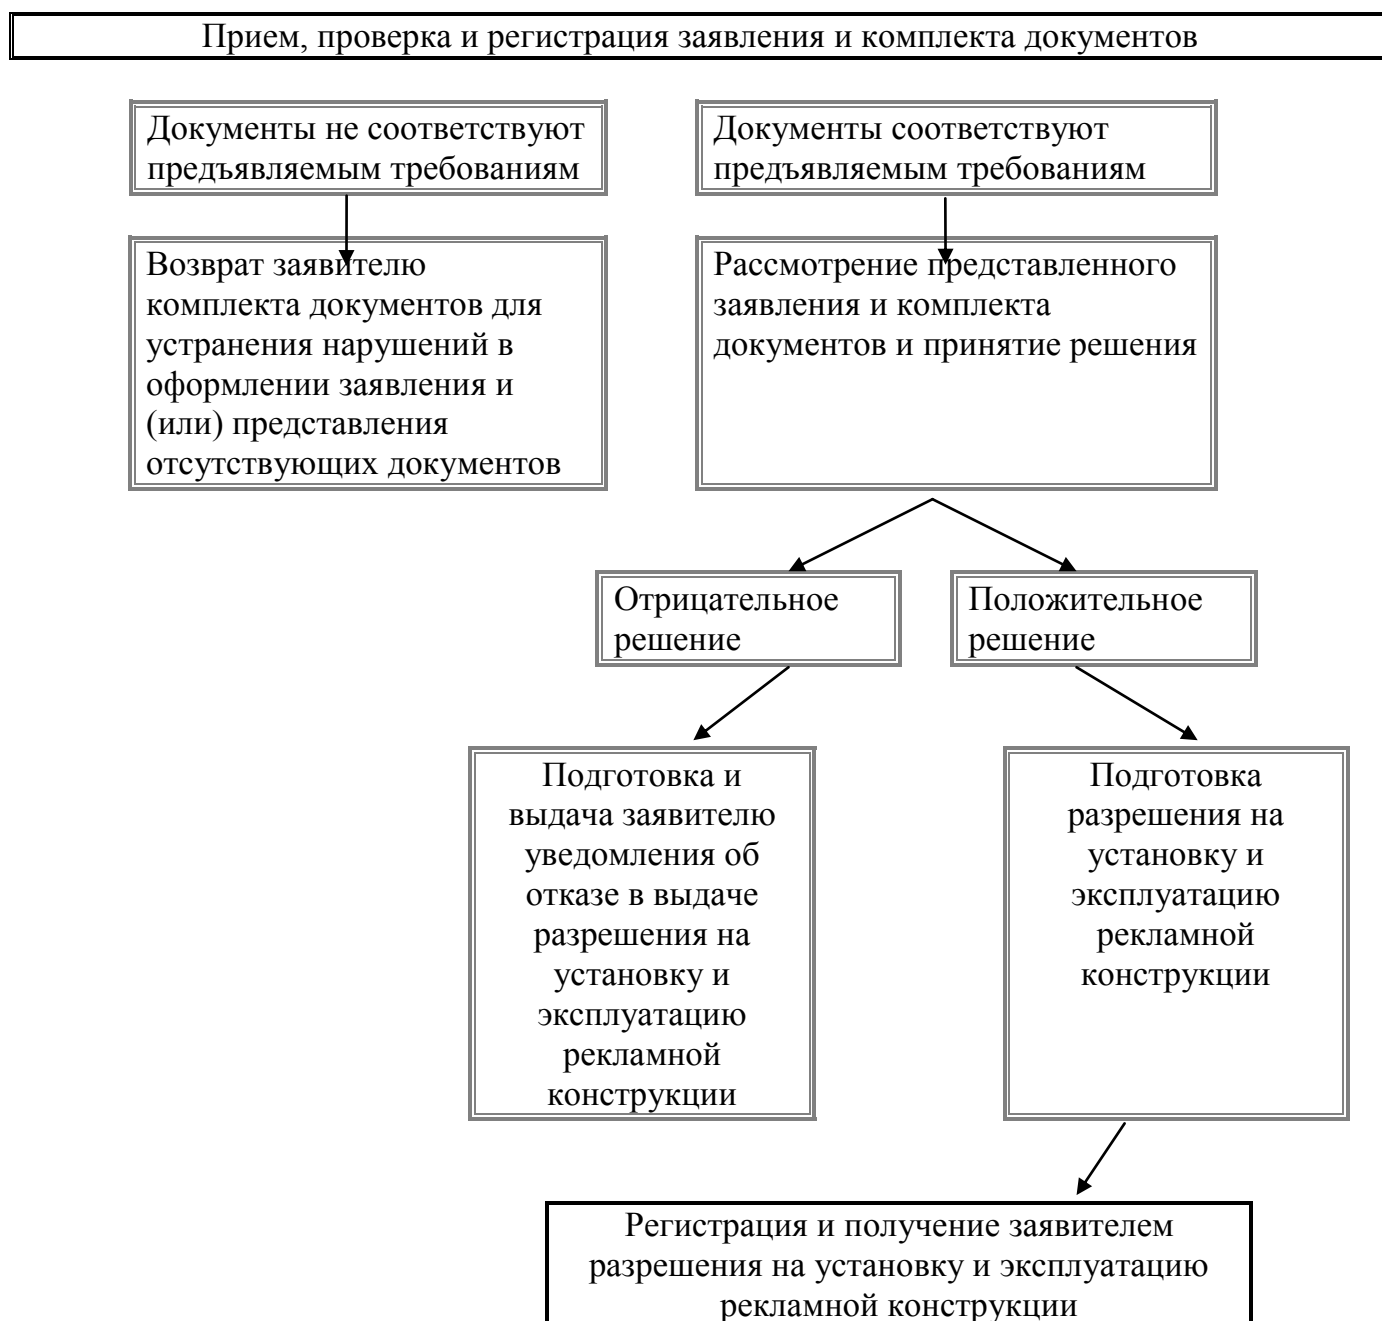 Прием, проверка и регистрация заявления и комплекта документов
Документы не соответствуют
предъявляемым требованиям
Документы соответствуют
предъявляемым требованиям
Возврат заявителю
комплекта документов для
устранения нарушений в
оформлении заявления и
(или) представления
отсутствующих документов
Рассмотрение представленного
заявления и комплекта
документов и принятие решения
Отрицательное
решение
Положительное
решение
Подготовка и
выдача заявителю
уведомления об
отказе в выдаче
разрешения на
установку и
эксплуатацию
рекламной
конструкции
Подготовка
разрешения на
установку и
эксплуатацию
рекламной
конструкции
Регистрация и получение заявителем
разрешения на установку и эксплуатацию
рекламной конструкции